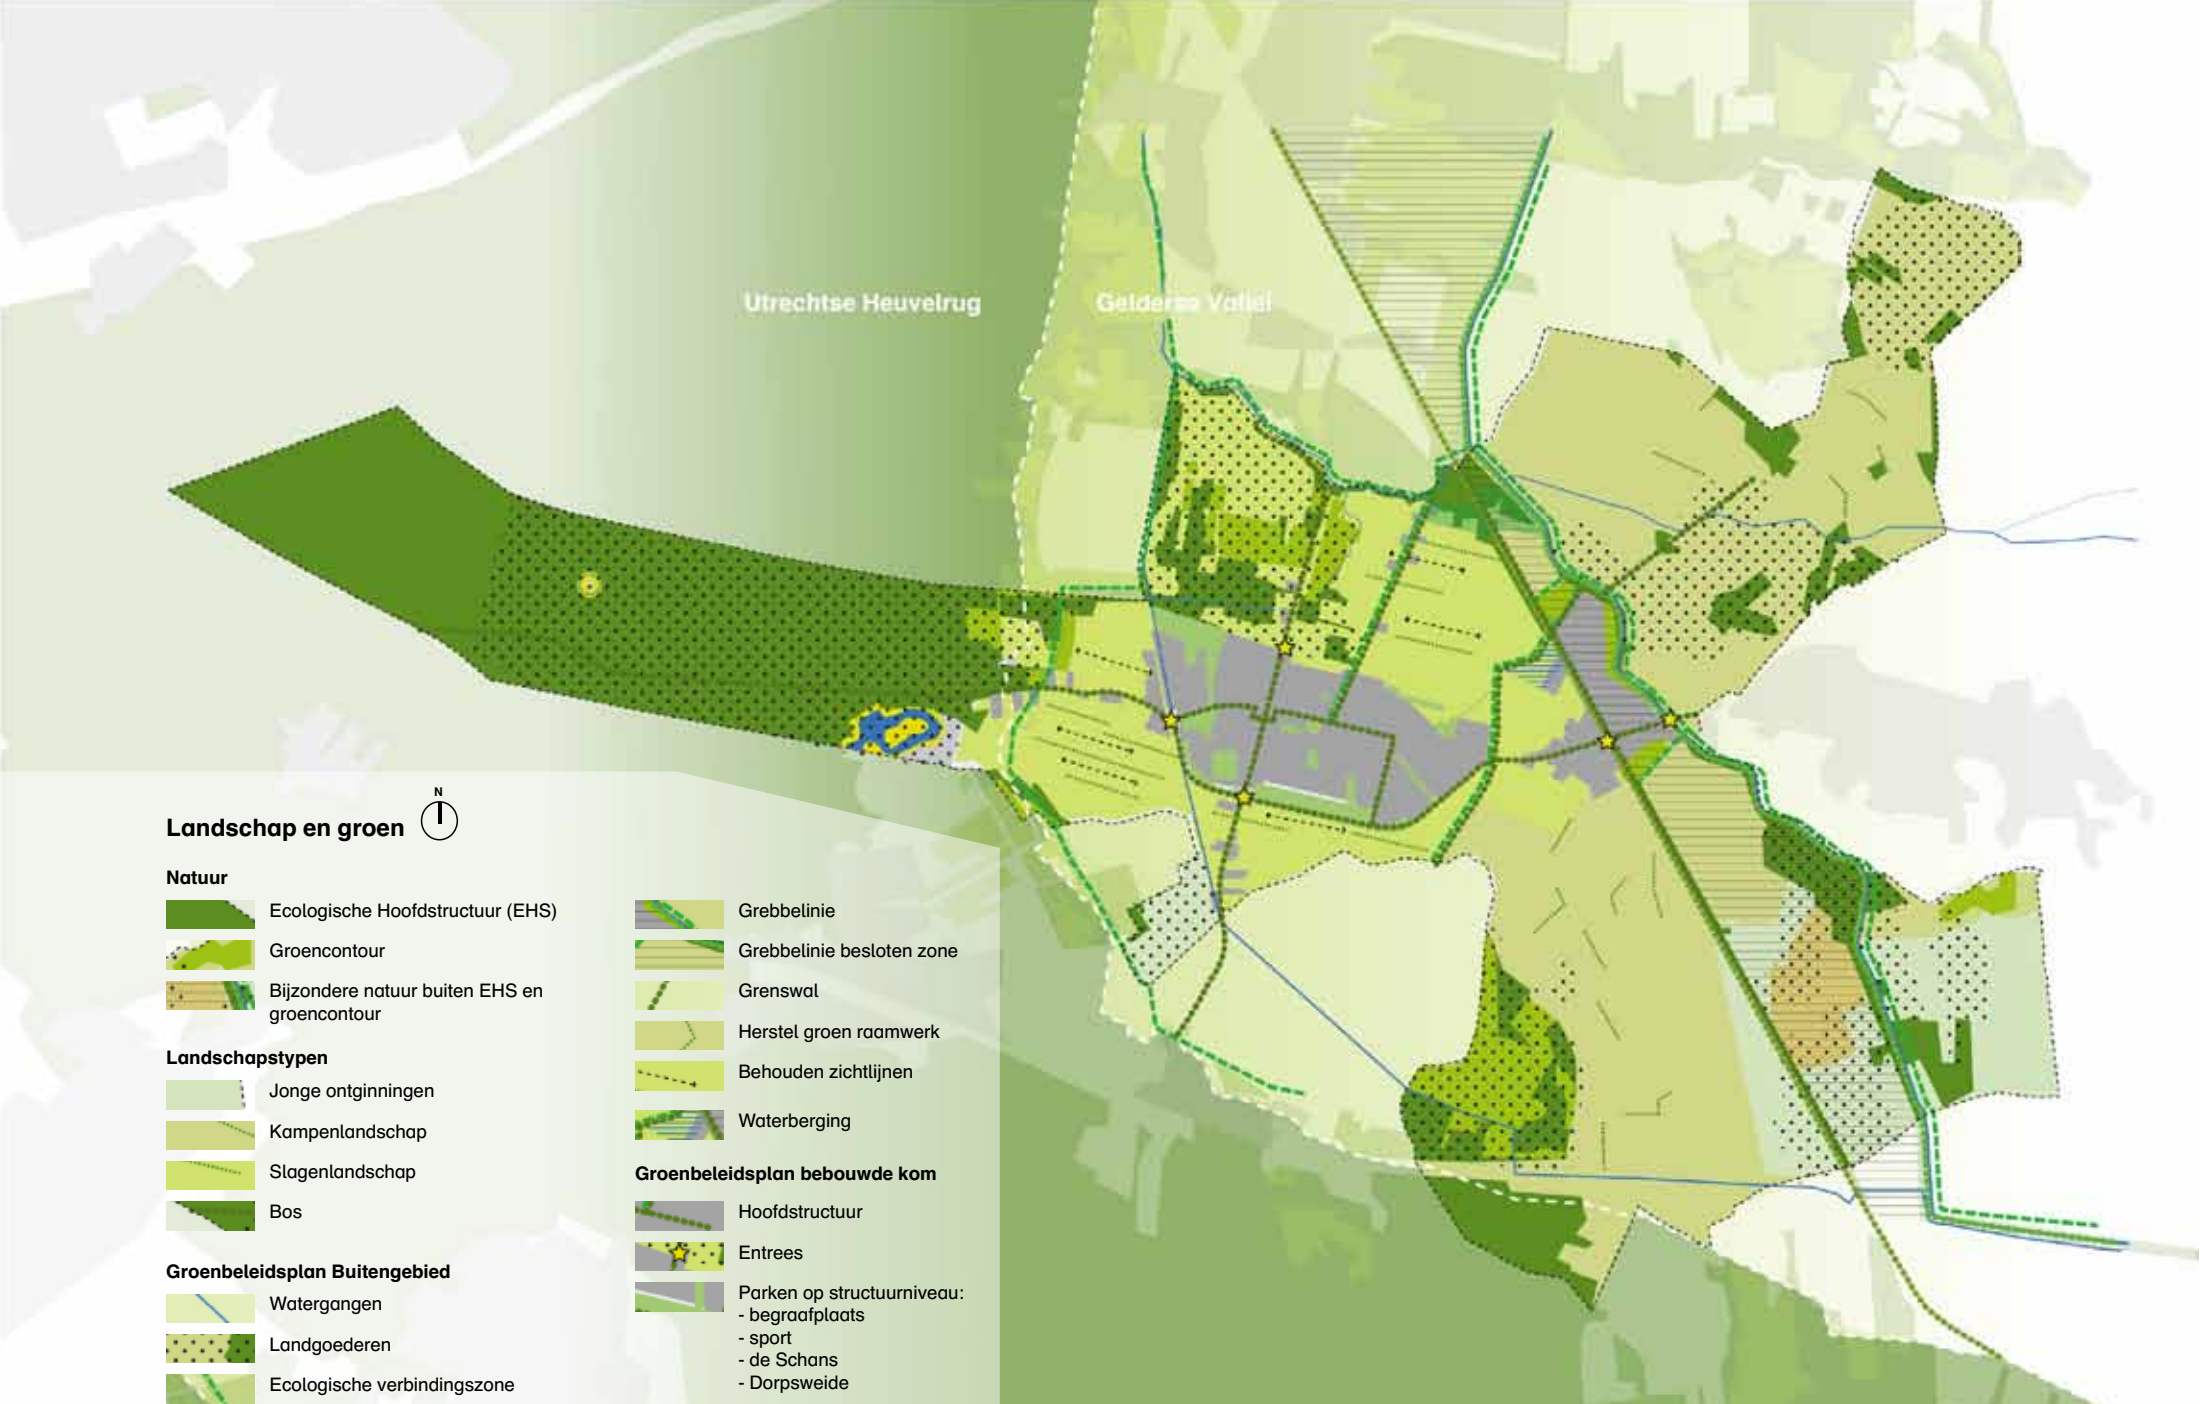 Utrechtse Heuvelrug
Gelderse Vallei
N
Landschap en groen
Natuur
Ecologische Hoofdstructuur (EHS)
Groencontour
Bijzondere natuur buiten EHS en
groencontour
Landschapstypen
Jonge ontginningen
Kampenlandschap
Slagenlandschap
Bos
Groenbeleidsplan Buitengebied
Watergangen
Landgoederen
Ecologische verbindingszone
Grebbelinie
Grebbelinie besloten zone
Grenswal
Herstel groen raamwerk
Behouden zichtlijnen
Waterberging
Groenbeleidsplan bebouwde kom
Hoofdstructuur
Entrees
Parken op structuurniveau:
- begraafplaats
- sport
- de Schans
- Dorpsweide